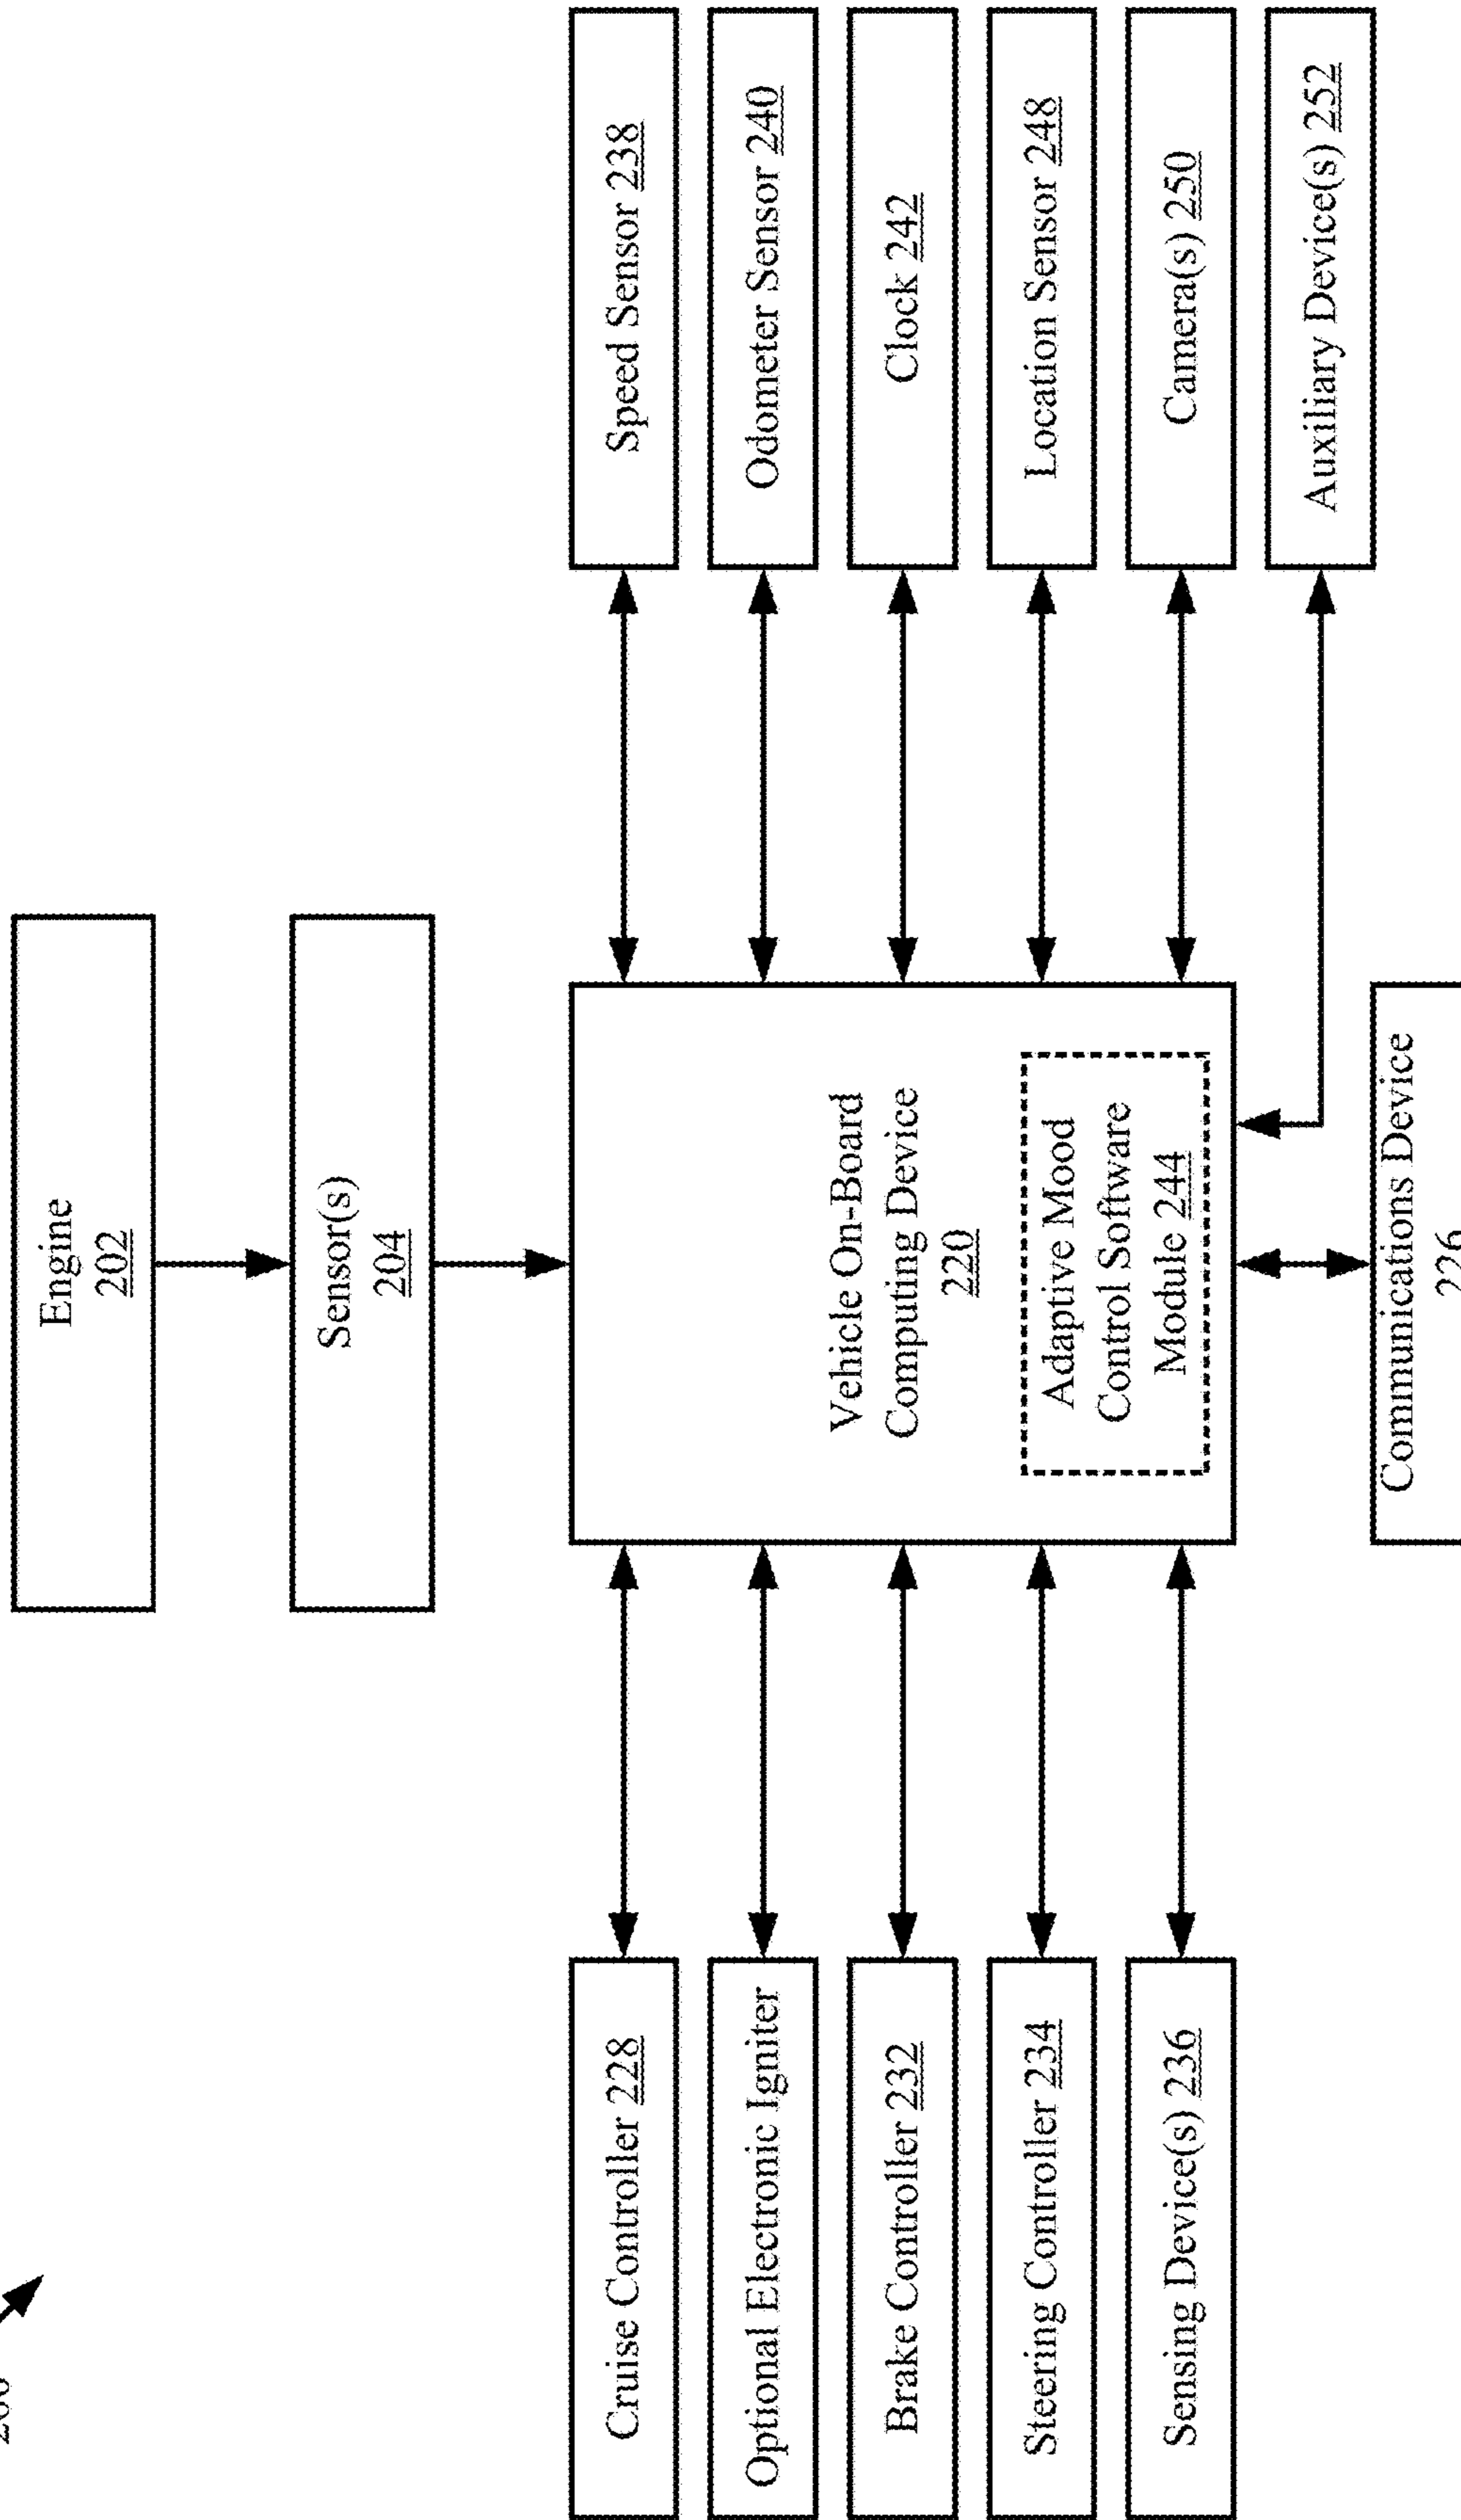 Engine
202
Sensor(s)
204
Cruise Controller 228
Optional Electronic Igniter
Brake Controller 232
Steering Controller 234
Sensing Device(s) 236
Vehicle On-Board
Computing Device
220
Adaptive Mood
Control Software
Module 244
Speed Sensor 238
Odometer Sensor 240
Clock 242
Location Sensor 248
Camera(s) 250
Auxiliary Device(s) 252
Communications Device
226